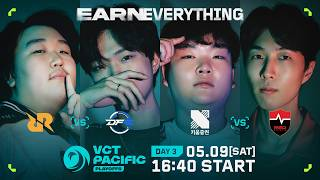 EARN EVERYTHING
VS
DF
키움증권
VS
VCT
PACIFIC
PLAYOFFS
DAY 3
05.09[SAT]
16:40 START